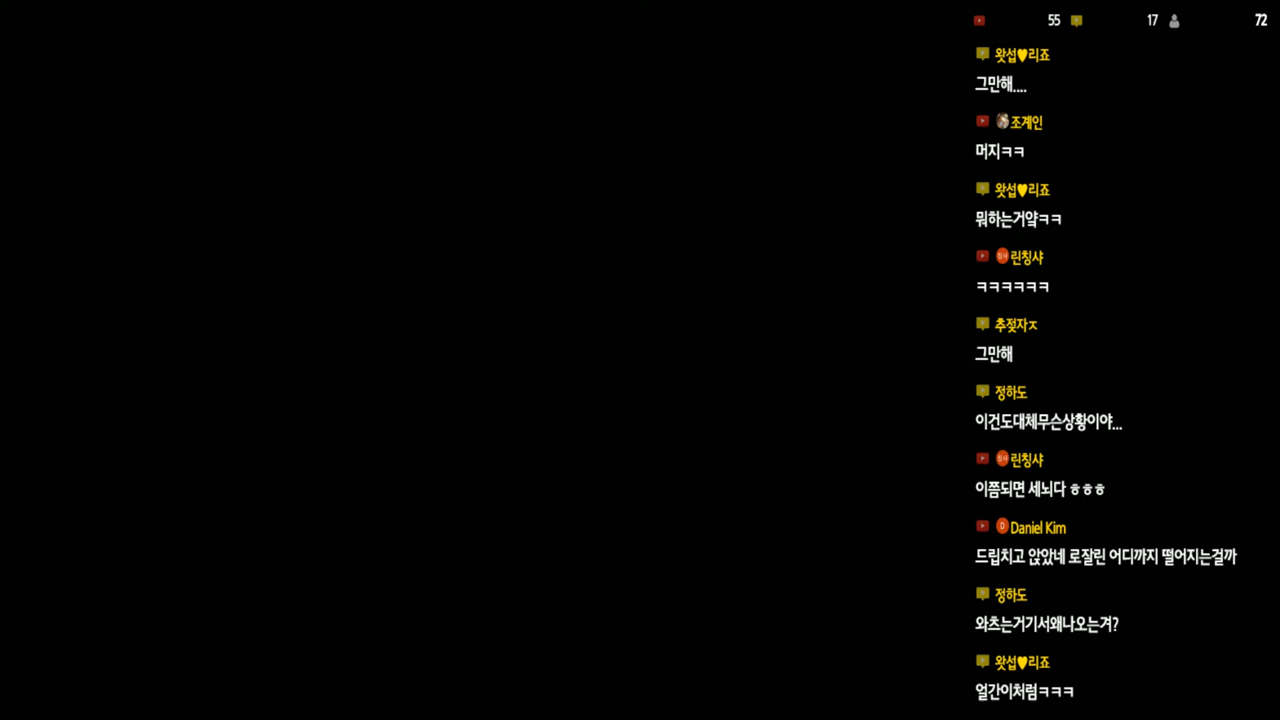 55 17 72
왓섭♥리죠
그만해....
조계인
머지ㅋㅋ
왓섭♥리죠
뭐하는거얔ㅋㅋ
린칭샤
ㅋㅋㅋㅋㅋㅋ
추젖자ㅈ
그만해
정하도
이건도대체무슨상황이야...
린칭샤
이쯤되면 세뇌다 ㅎㅎㅎ
D Daniel Kim
드립치고 앉았네 로잘린 어디까지 떨어지는걸까
정하도
와츠는거기서왜나오는겨?
왓섭♥리죠
얼간이처럼ㅋㅋㅋ